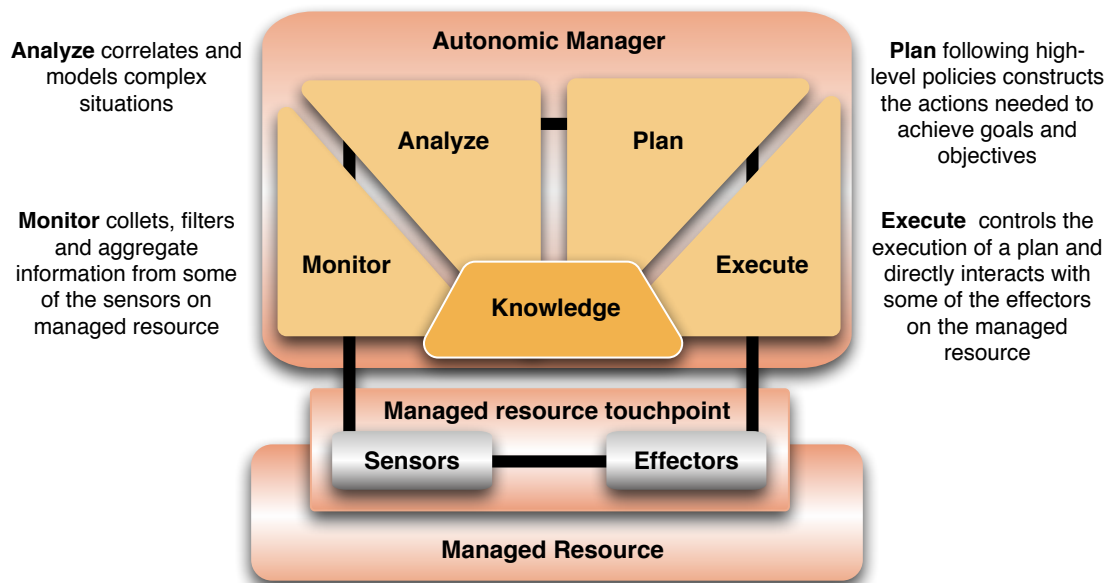 Autonomic Manager
Analyze correlates and
models complex
situations
Monitor collets, filters
and aggregate
information from some
of the sensors on
managed resource
Analyze
Plan
Monitor
Execute
Knowledge
Plan following high-
level policies constructs
the actions needed to
achieve goals and
objectives
Execute controls the
execution of a plan and
directly interacts with
some of the effectors
on the managed
resource
Managed resource touchpoint
Sensors
Effectors
Managed Resource